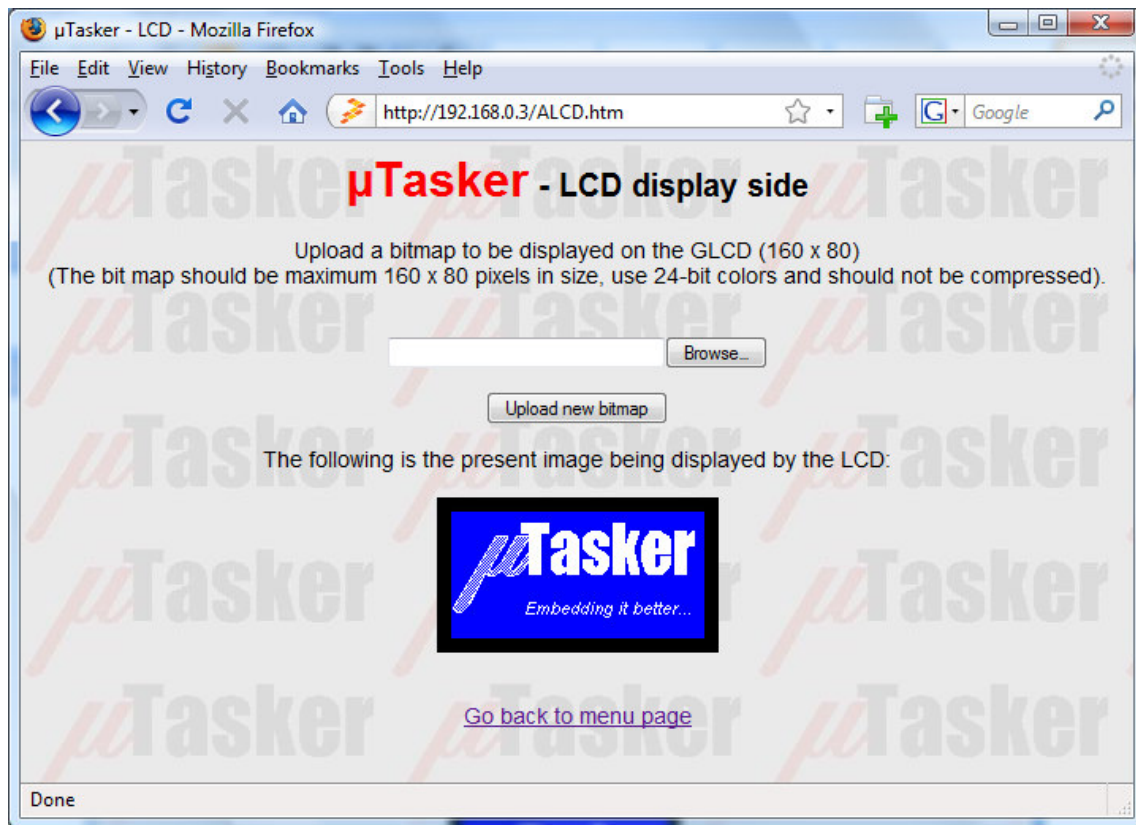 µTasker - LCD - Mozilla Firefox
File Edit View History Bookmarks Tools Help
http://192.168.0.3/ALCD.htm
G Google
µTasker - LCD display side
Upload a bitmap to be displayed on the GLCD (160 x 80)
(The bit map should be maximum 160 x 80 pixels in size, use 24-bit colors and should not be compressed).
Browse...
Upload new bitmap
The following is the present image being displayed by the LCD:
µTasker
Embedding it better...
Go back to menu page
Done